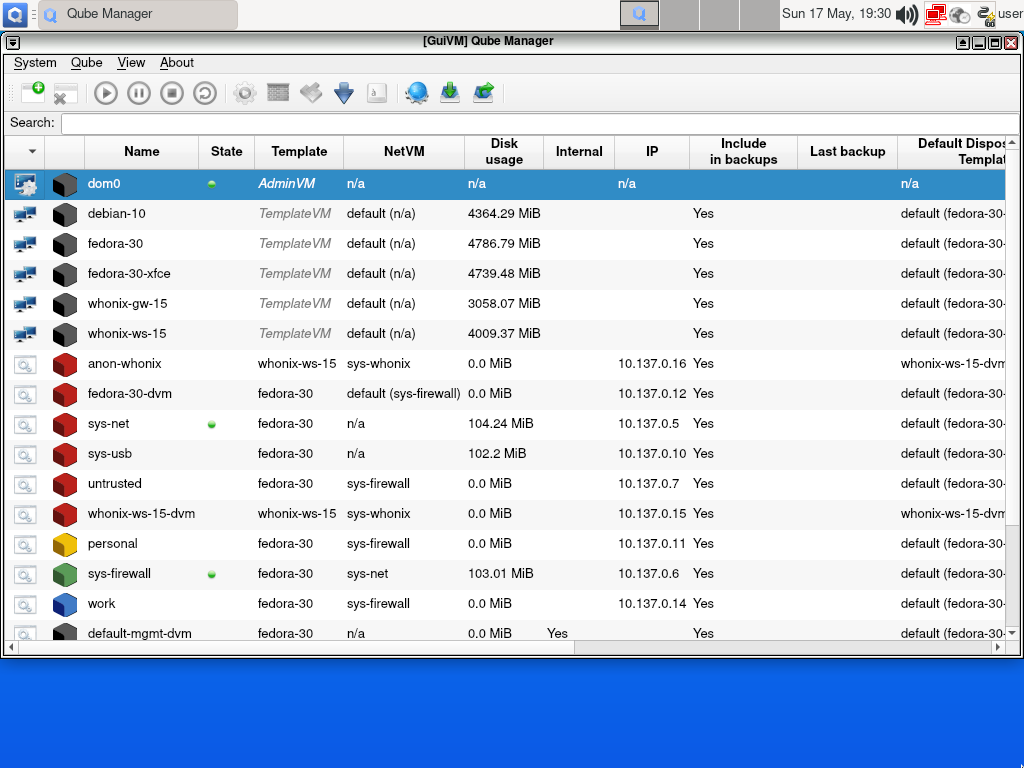 Qube Manager Sun 17 May, 19:30 user
[GuiVM] Qube Manager
System Qube View About
Search:
Name State Template NetVM Disk usage Internal IP Include in backups Last backup Default Dispos Templat
dom0 AdminVM n/a n/a n/a n/a
debian-10 TemplateVM default (n/a) 4364.29 MiB Yes default (fedora-30-
fedora-30 TemplateVM default (n/a) 4786.79 MiB Yes default (fedora-30-
fedora-30-xfce TemplateVM default (n/a) 4739.48 MiB Yes default (fedora-30-
whonix-gw-15 TemplateVM default (n/a) 3058.07 MiB Yes default (fedora-30-
whonix-ws-15 TemplateVM default (n/a) 4009.37 MiB Yes default (fedora-30-
anon-whonix whonix-ws-15 sys-whonix 0.0 MiB 10.137.0.16 Yes whonix-ws-15-dvm
fedora-30-dvm fedora-30 default (sys-firewall) 0.0 MiB 10.137.0.12 Yes default (fedora-30-
sys-net fedora-30 n/a 104.24 MiB 10.137.0.5 Yes default (fedora-30-
sys-usb fedora-30 n/a 102.2 MiB 10.137.0.10 Yes default (fedora-30-
untrusted fedora-30 sys-firewall 0.0 MiB 10.137.0.7 Yes default (fedora-30-
whonix-ws-15-dvm whonix-ws-15 sys-whonix 0.0 MiB 10.137.0.15 Yes whonix-ws-15-dvm
personal fedora-30 sys-firewall 0.0 MiB 10.137.0.11 Yes default (fedora-30-
sys-firewall fedora-30 sys-net 103.01 MiB 10.137.0.6 Yes default (fedora-30-
work fedora-30 sys-firewall 0.0 MiB 10.137.0.14 Yes default (fedora-30-
default-mgmt-dvm fedora-30 n/a 0.0 MiB Yes Yes default (fedora-30-